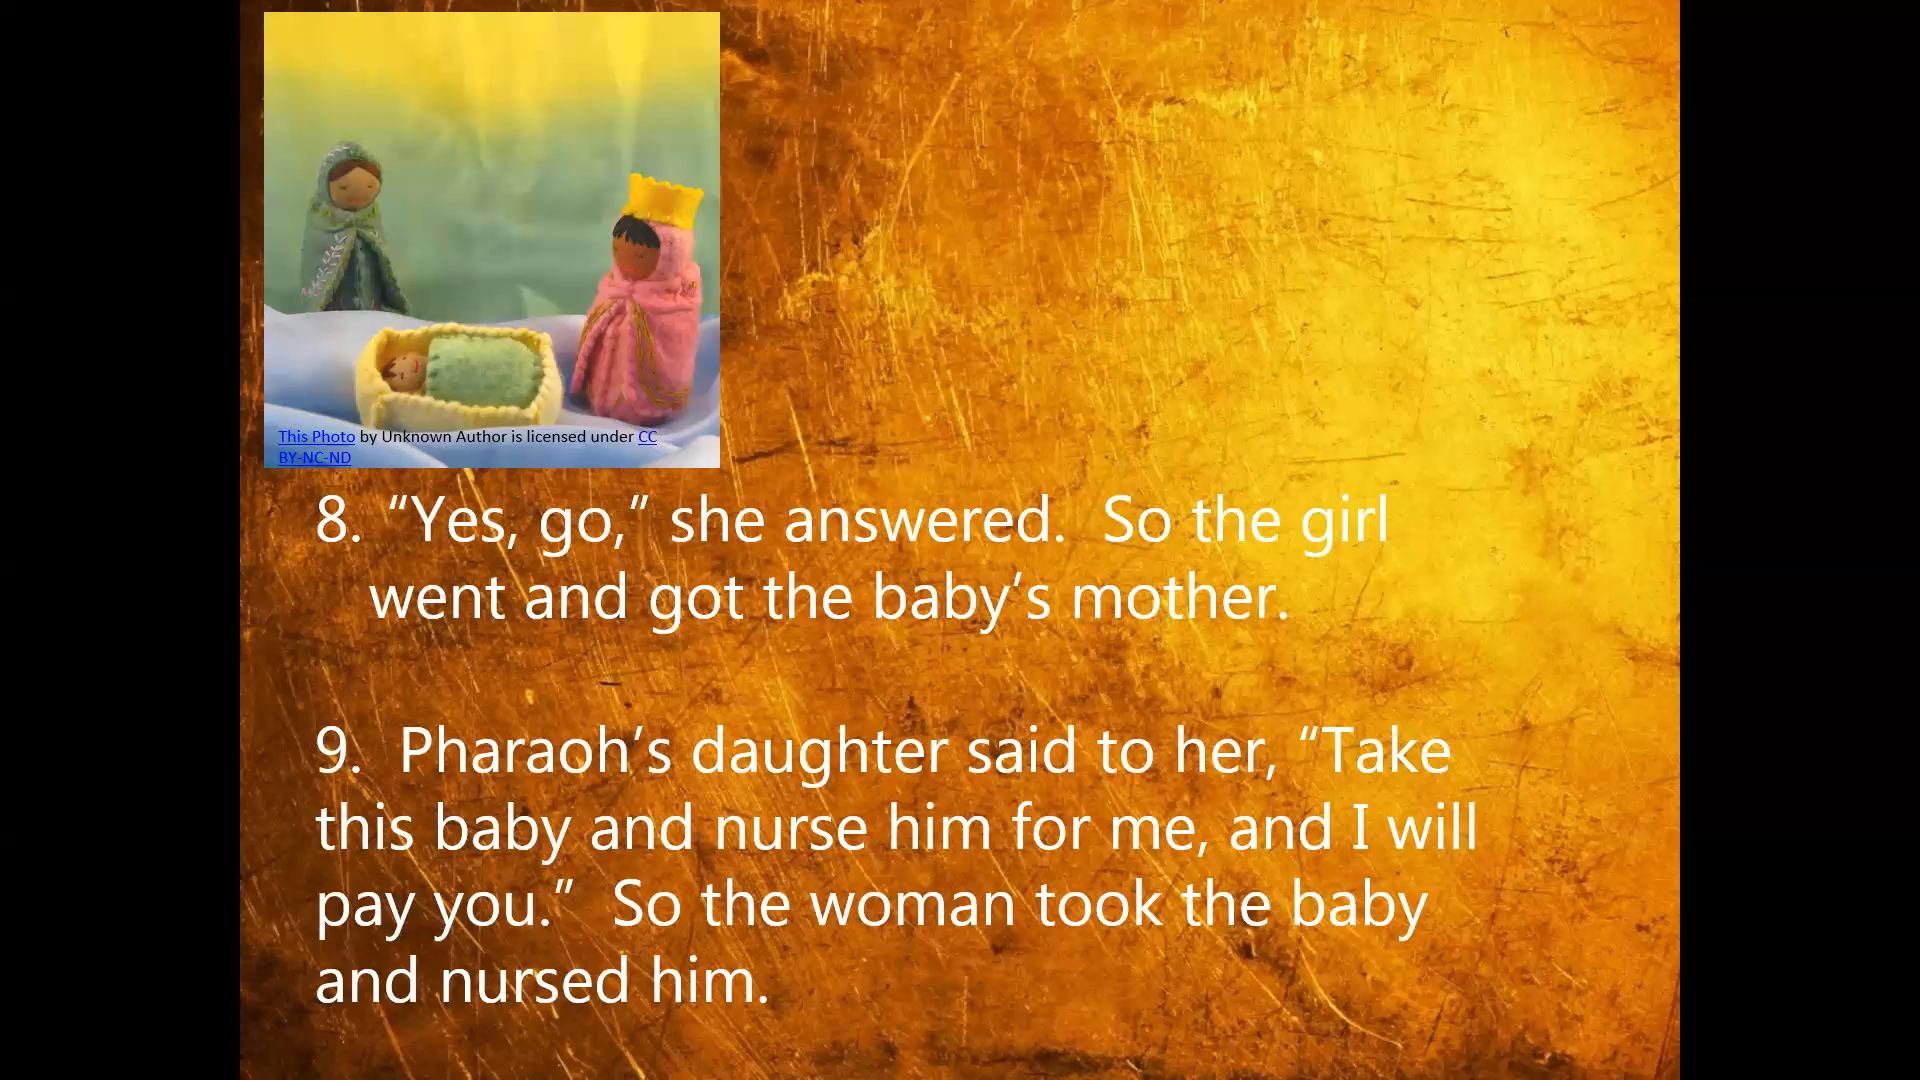 This Photo by Unknown Author is licensed under CC
BY-NC-ND
8. “Yes, go,” she answered.  So the girl
went and got the baby’s mother.
9.  Pharaoh’s daughter said to her, “Take
this baby and nurse him for me, and I will
pay you.”  So the woman took the baby
and nursed him.